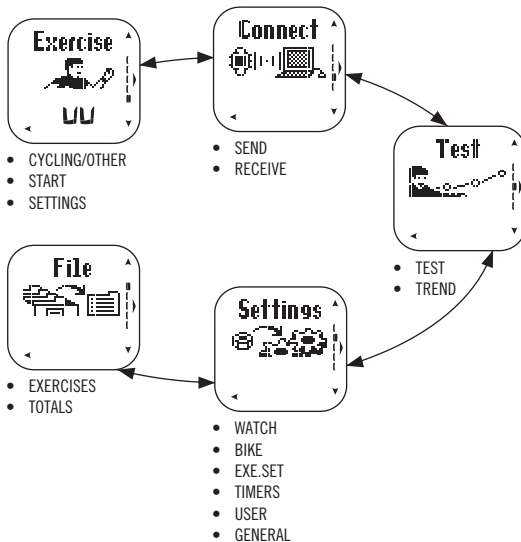 Exercise
• CYCLING/OTHER
• START
• SETTINGS
Connect
• SEND
• RECEIVE
Test
• TEST
• TREND
File
• EXERCISES
• TOTALS
Settings
• WATCH
• BIKE
• EXE.SET
• TIMERS
• USER
• GENERAL